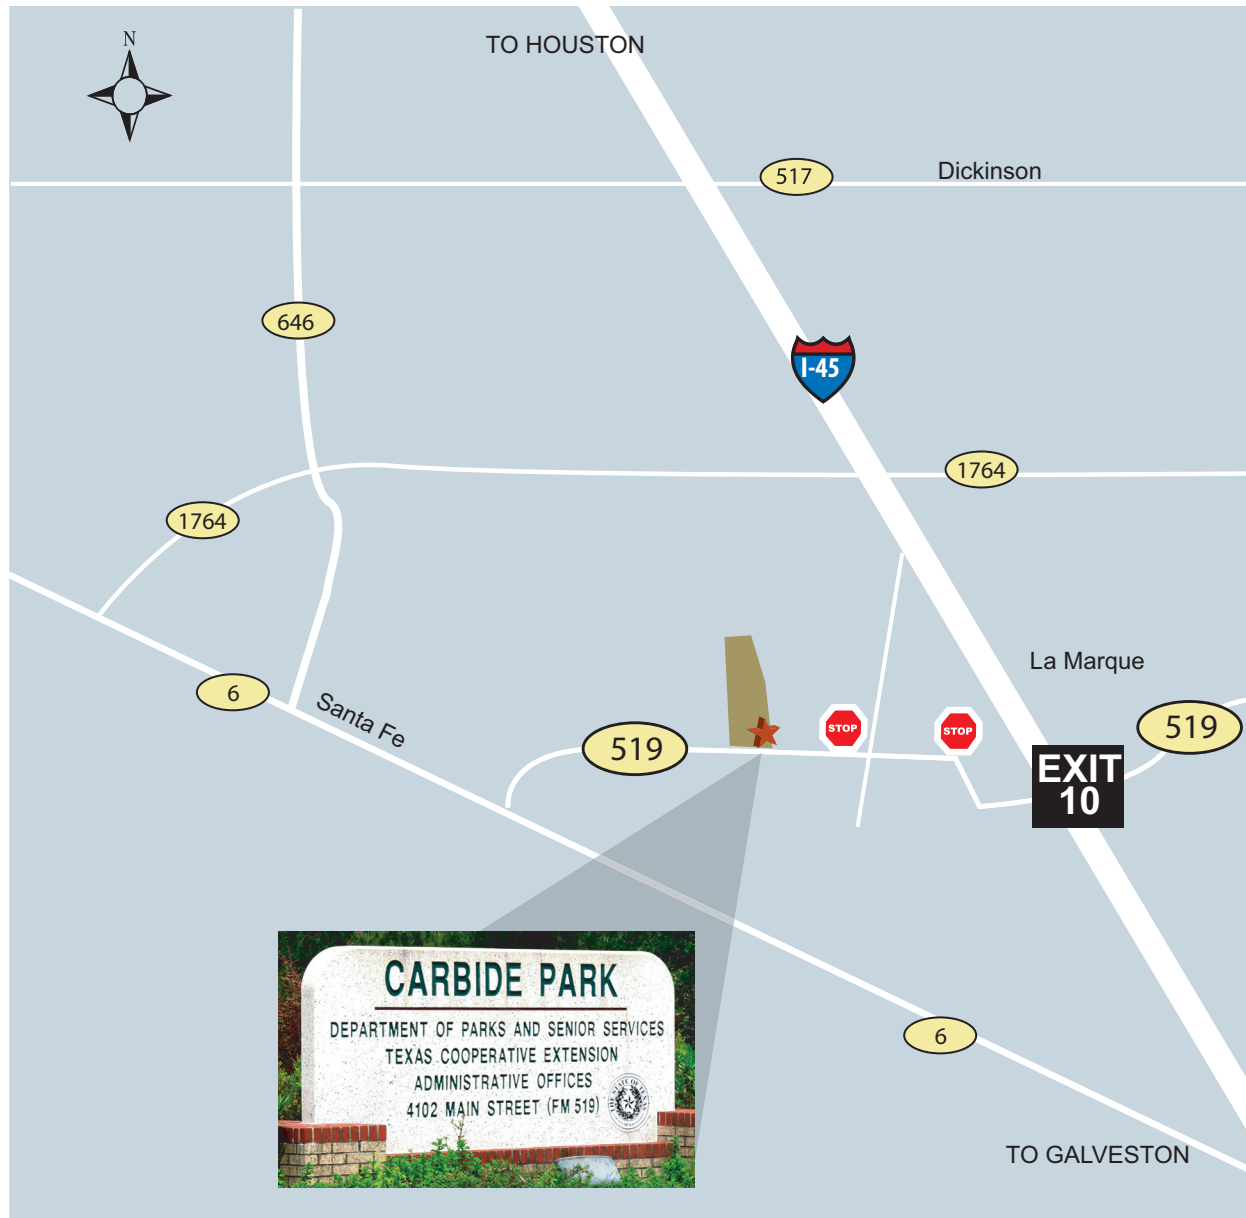 N
TO HOUSTON
517
Dickinson
646
I-45
1764
1764
La Marque
6
Santa Fe
519
STOP
STOP
519
EXIT
10
CARBIDE PARK
DEPARTMENT OF PARKS AND SENIOR SERVICES
TEXAS COOPERATIVE EXTENSION
ADMINISTRATIVE OFFICES
4102 MAIN STREET (FM 519)
6
TO GALVESTON